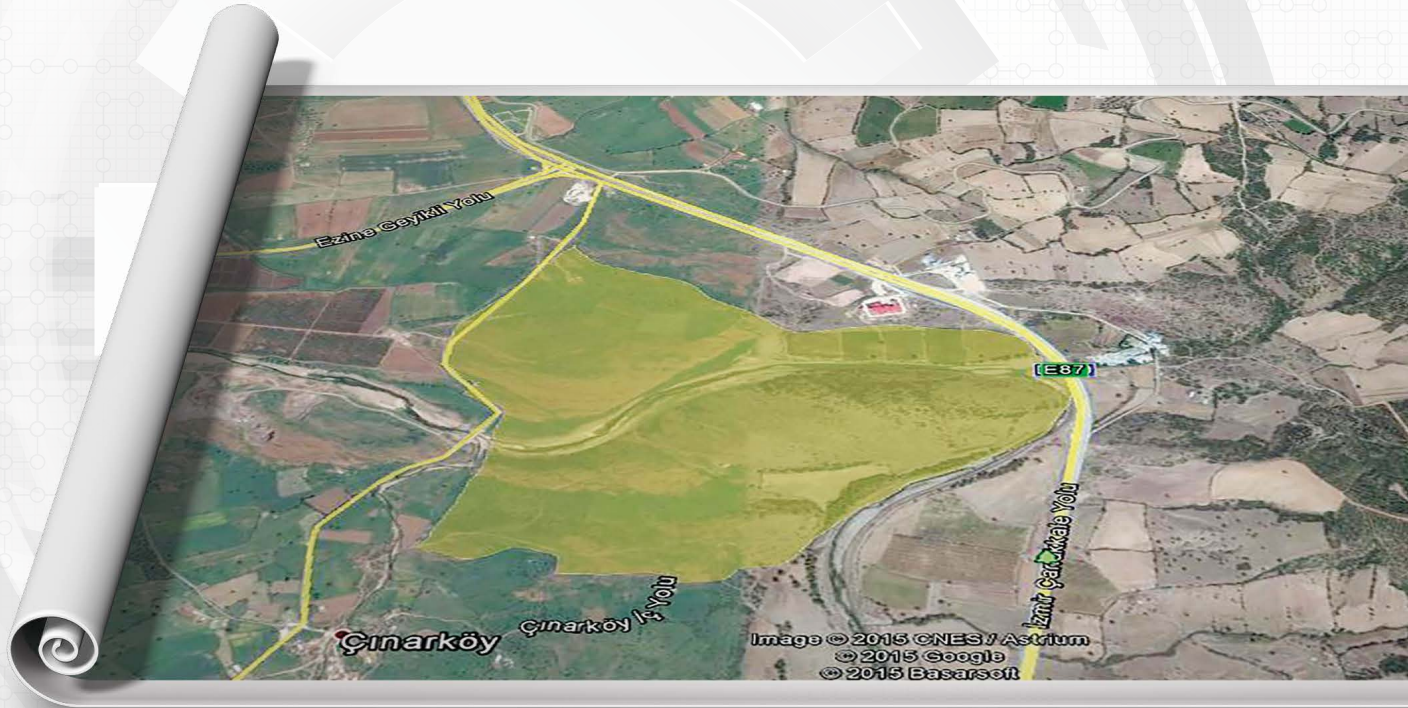 Ezine Geyikli Yolu
E87
İzmir Çanakkale Yolu
Çınarköy İç Yolu
Çınarköy
Image © 2015 CNES / Astrium
© 2015 Google
© 2015 Basarsoft